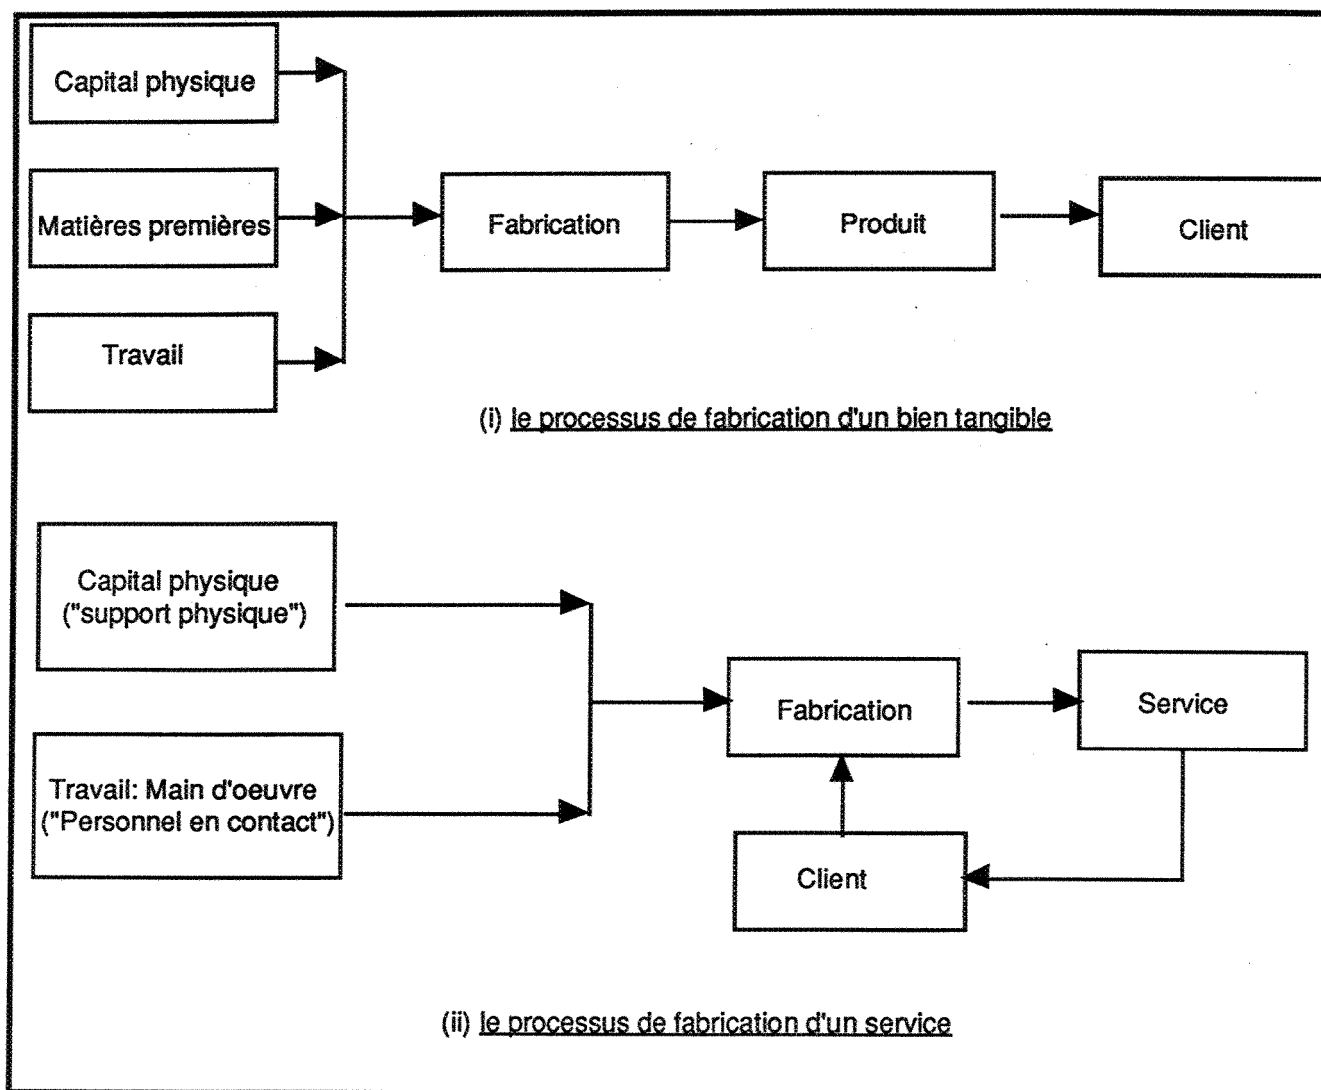 Capital physique
Matières premières
Travail
Fabrication
Produit
Client
(i) le processus de fabrication d'un bien tangible
Capital physique
("support physique")
Travail: Main d'oeuvre
("Personnel en contact")
Fabrication
Service
Client
(ii) le processus de fabrication d'un service